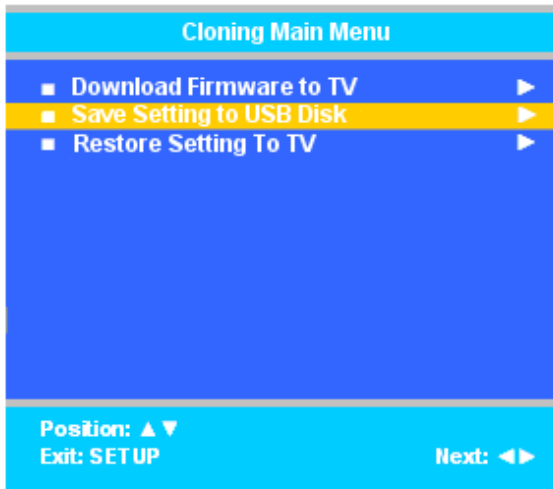 Cloning Main Menu
Download Firmware to TV
Save Setting to USB Disk
Restore Setting To TV
Position: ▲▼
Exit: SETUP
Next: ◀▶